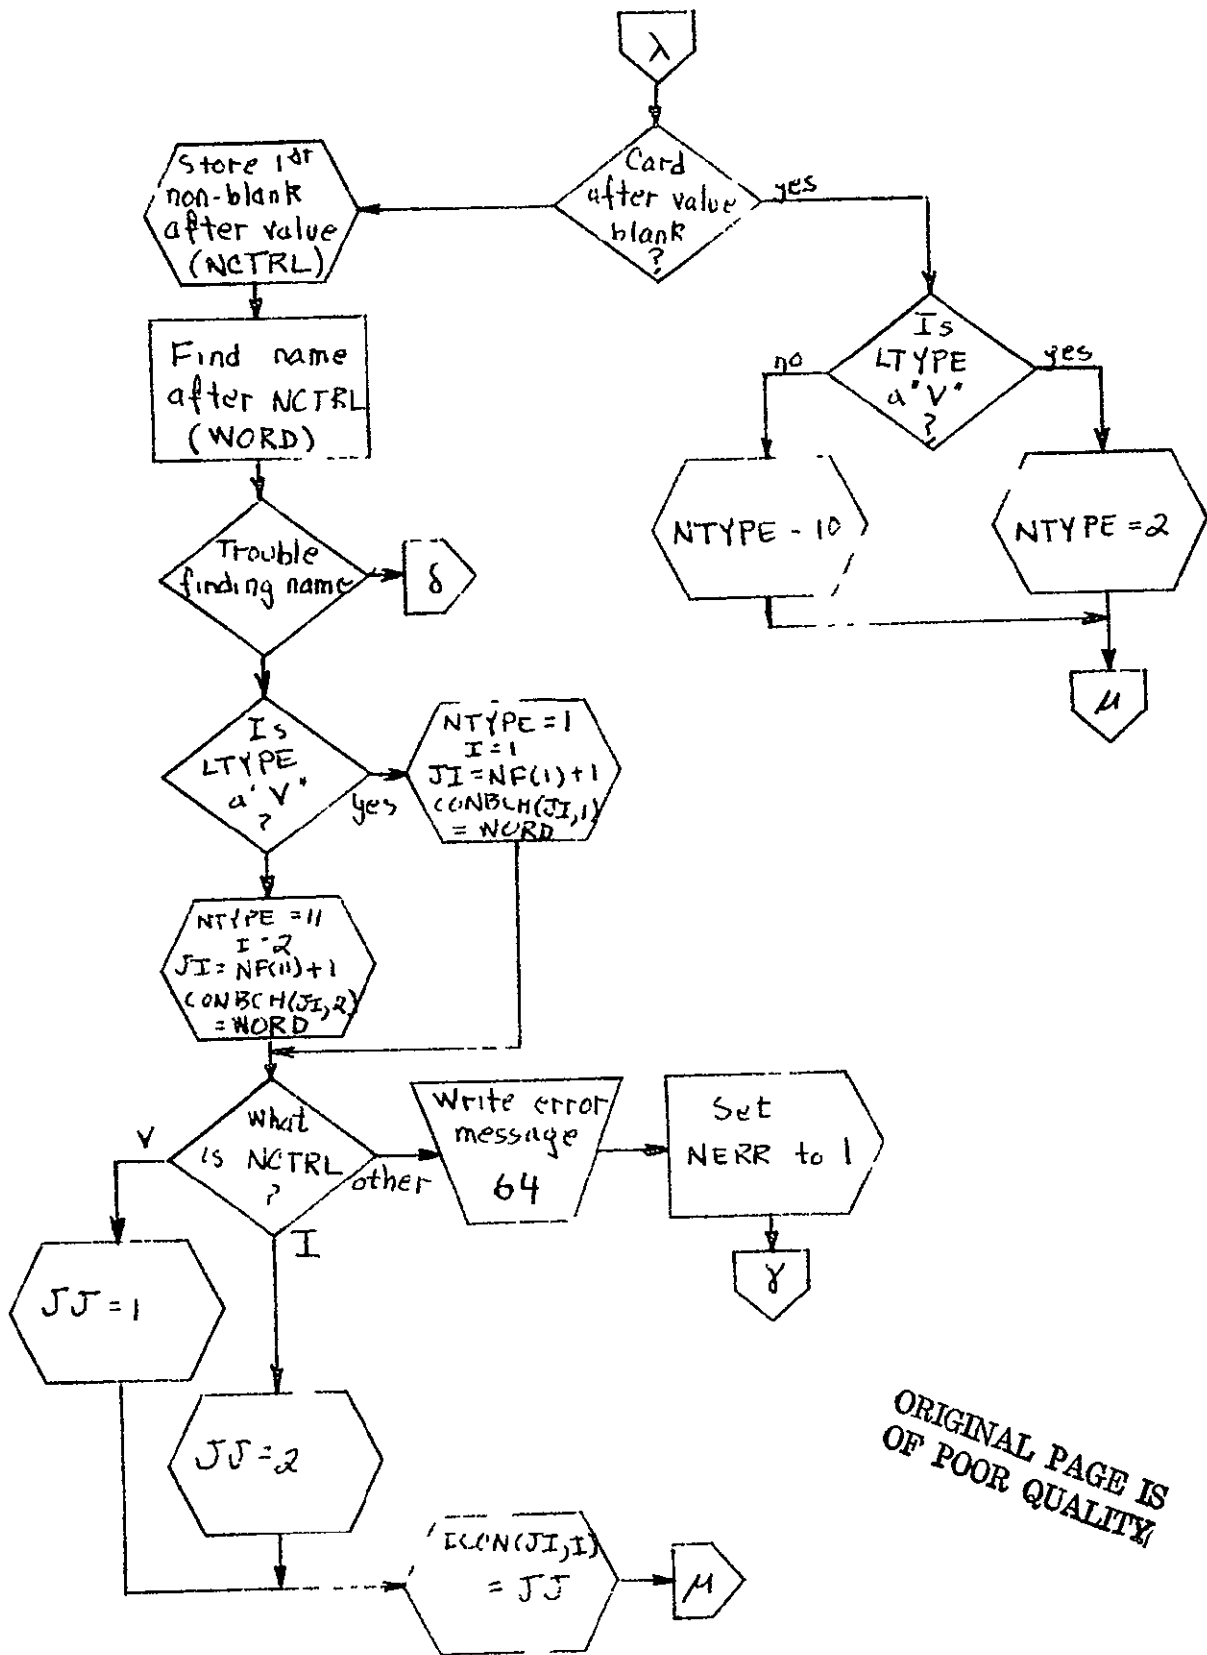 λ
Card
after value
blank
?
yes
Store 1st
non-blank
after value
(NCTRL)
Is
LTYPE
a "V"
?
no
yes
Find name
after NCTRL
(WORD)
NTYPE - 10
NTYPE = 2
Trouble
finding name
δ
μ
Is
LTYPE
a "V"
?
yes
NTYPE = 1
I = 1
JI = NF(1) + 1
CONBCH(JI,1)
= WORD
NTYPE = 11
I - 2
JI = NF(11) + 1
CONBCH(JI,2)
= WORD
What
is NCTRL
?
V
other
I
Write error
message
64
Set
NERR to 1
γ
JJ = 1
JJ = 2
ICON(JI,I)
= JJ
μ
ORIGINAL PAGE IS
OF POOR QUALITY